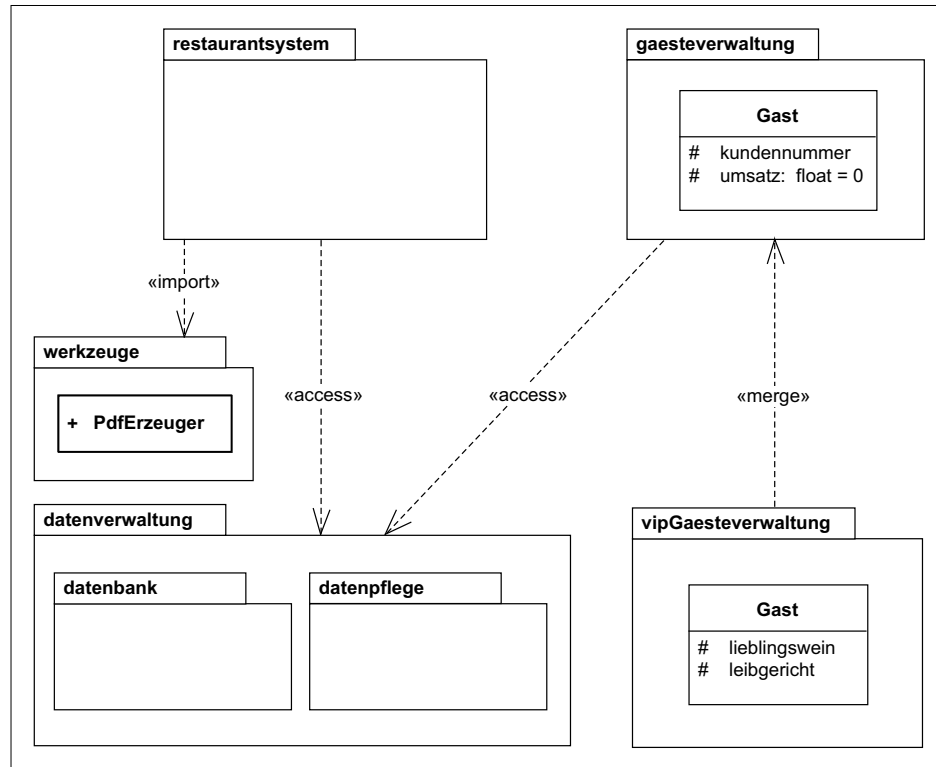 restaurantsystem
gaesteverwaltung
Gast
# kundennummer
# umsatz: float = 0
«import»
werkzeuge
+ PdfErzeuger
«access»
«access»
«merge»
datenverwaltung
vipGaesteverwaltung
datenbank
datenpflege
Gast
# lieblingswein
# leibgericht